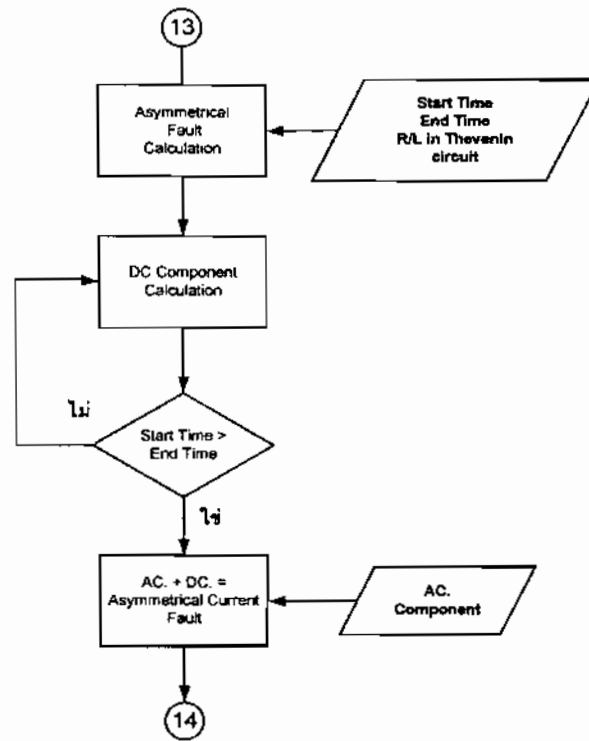 13
Asymmetrical
Fault
Calculation
Start Time
End Time
R/L in Thevenin
circuit
DC Component
Calculation
ไม่
Start Time >
End Time
ใช่
AC. + DC. =
Asymmetrical Current
Fault
AC.
Component
14